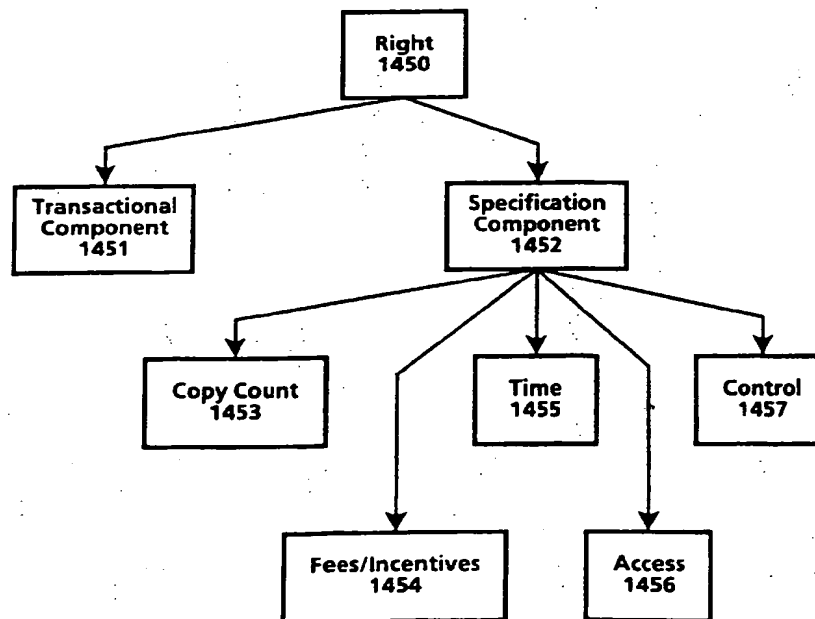 Right
1450
Transactional
Component
1451
Specification
Component
1452
Copy Count
1453
Time
1455
Control
1457
Fees/Incentives
1454
Access
1456